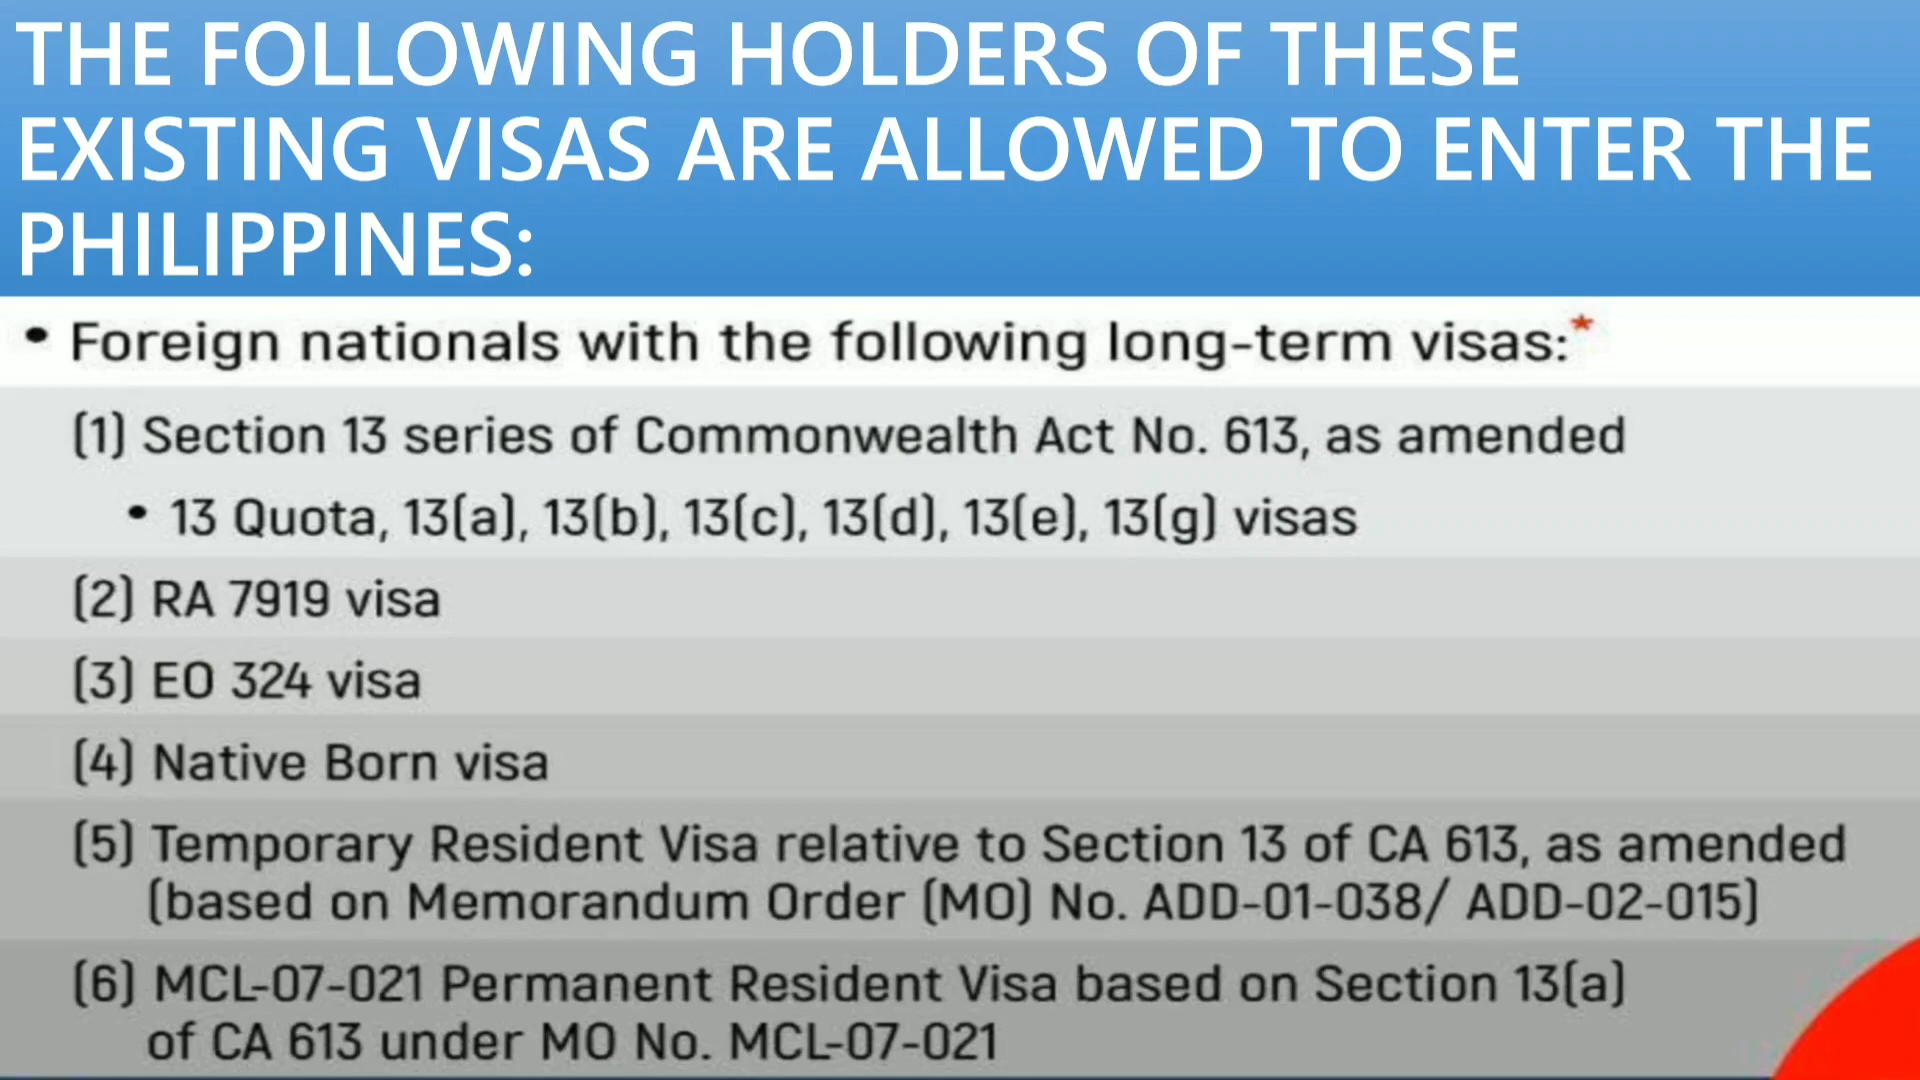 THE FOLLOWING HOLDERS OF THESE
EXISTING VISAS ARE ALLOWED TO ENTER THE
PHILIPPINES:
• Foreign nationals with the following long-term visas:*
(1) Section 13 series of Commonwealth Act No. 613, as amended
• 13 Quota, 13(a), 13(b), 13(c), 13(d), 13(e), 13(g) visas
(2) RA 7919 visa
(3) EO 324 visa
(4) Native Born visa
(5) Temporary Resident Visa relative to Section 13 of CA 613, as amended
(based on Memorandum Order (MO) No. ADD-01-038/ ADD-02-015)
(6) MCL-07-021 Permanent Resident Visa based on Section 13(a)
of CA 613 under MO No. MCL-07-021